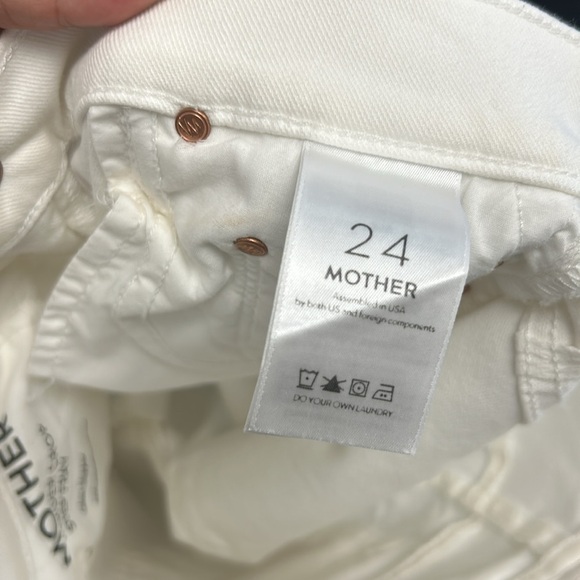 24
MOTHER
Assembled in USA
by both US and foreign components
DO YOUR OWN LAUNDRY
MOTHER